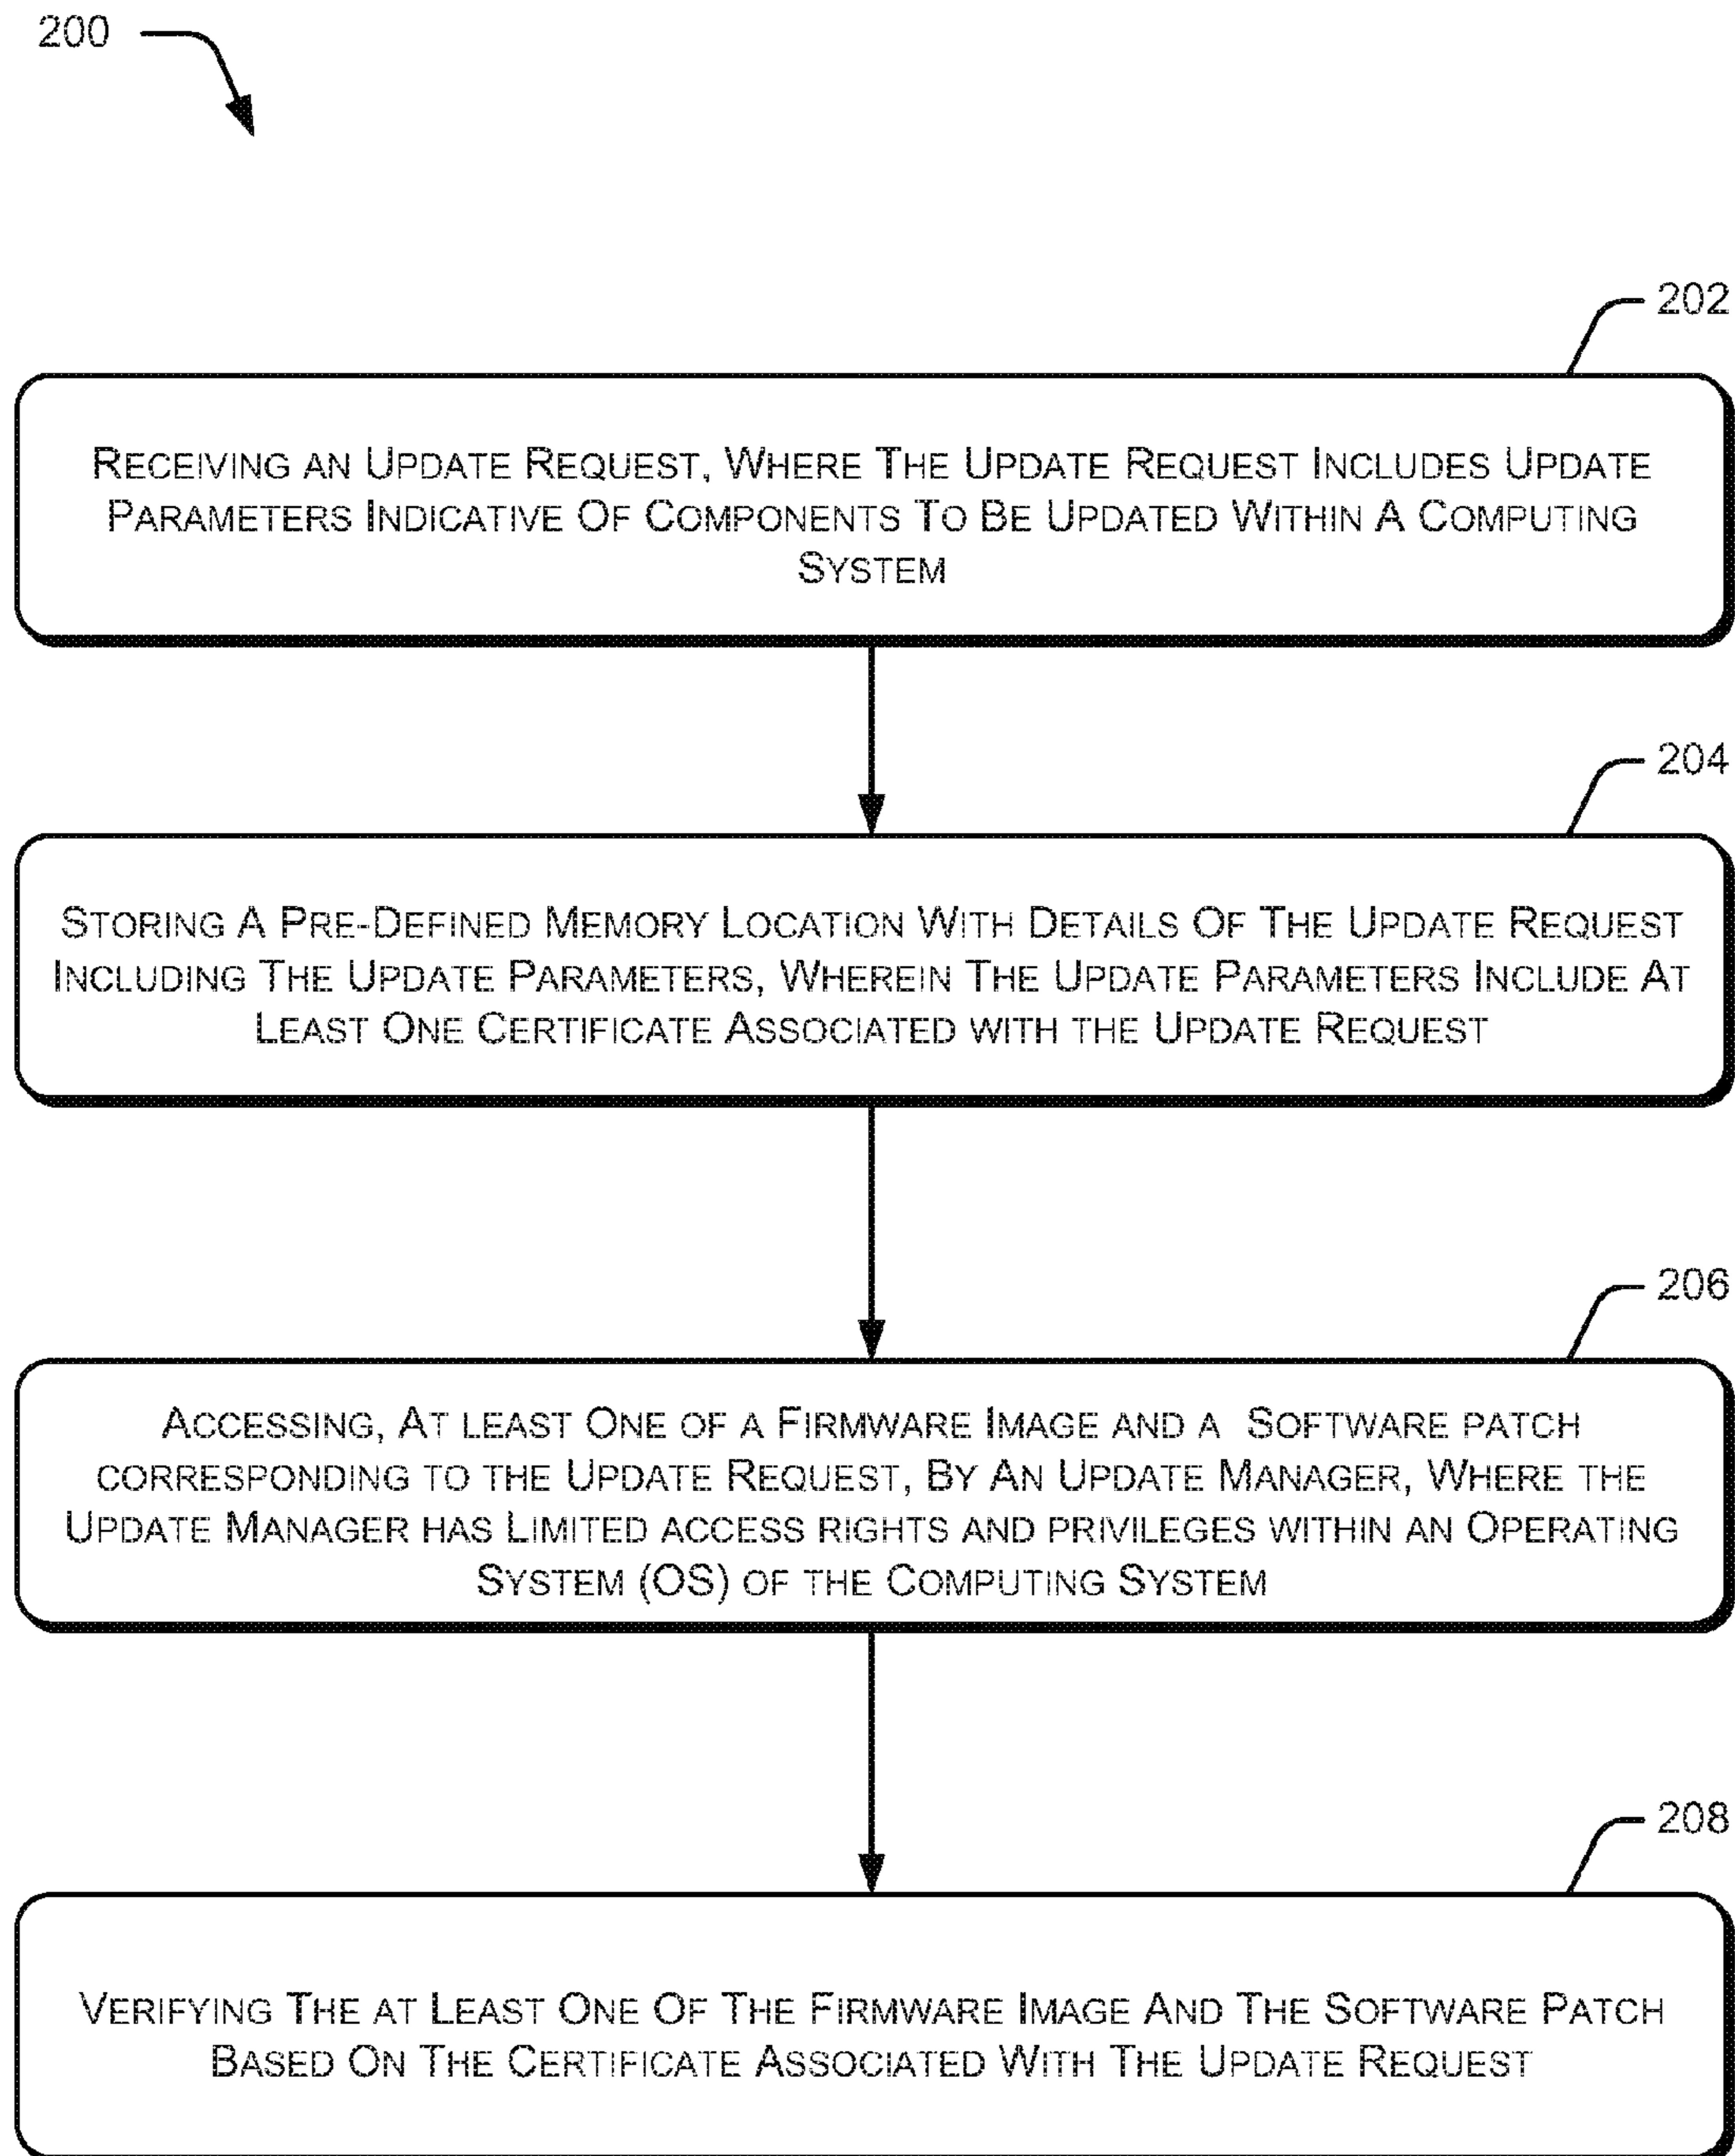 200
202
RECEIVING AN UPDATE REQUEST, WHERE THE UPDATE REQUEST INCLUDES UPDATE
PARAMETERS INDICATIVE OF COMPONENTS TO BE UPDATED WITHIN A COMPUTING
SYSTEM
204
STORING A PRE-DEFINED MEMORY LOCATION WITH DETAILS OF THE UPDATE REQUEST
INCLUDING THE UPDATE PARAMETERS, WHEREIN THE UPDATE PARAMETERS INCLUDE AT
LEAST ONE CERTIFICATE ASSOCIATED WITH THE UPDATE REQUEST
206
ACCESSING, AT LEAST ONE OF A FIRMWARE IMAGE AND A SOFTWARE PATCH
CORRESPONDING TO THE UPDATE REQUEST, BY AN UPDATE MANAGER, WHERE THE
UPDATE MANAGER HAS LIMITED ACCESS RIGHTS AND PRIVILEGES WITHIN AN OPERATING
SYSTEM (OS) OF THE COMPUTING SYSTEM
208
VERIFYING THE AT LEAST ONE OF THE FIRMWARE IMAGE AND THE SOFTWARE PATCH
BASED ON THE CERTIFICATE ASSOCIATED WITH THE UPDATE REQUEST